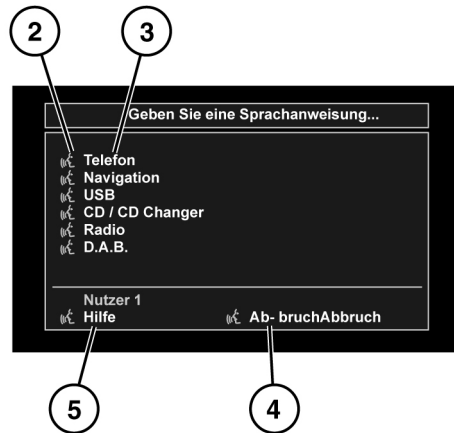 2 3
Geben Sie eine Sprachanweisung...
Telefon
Navigation
USB
CD / CD Changer
Radio
D.A.B.
Nutzer 1
Hilfe Ab- bruchAbbruch
5 4